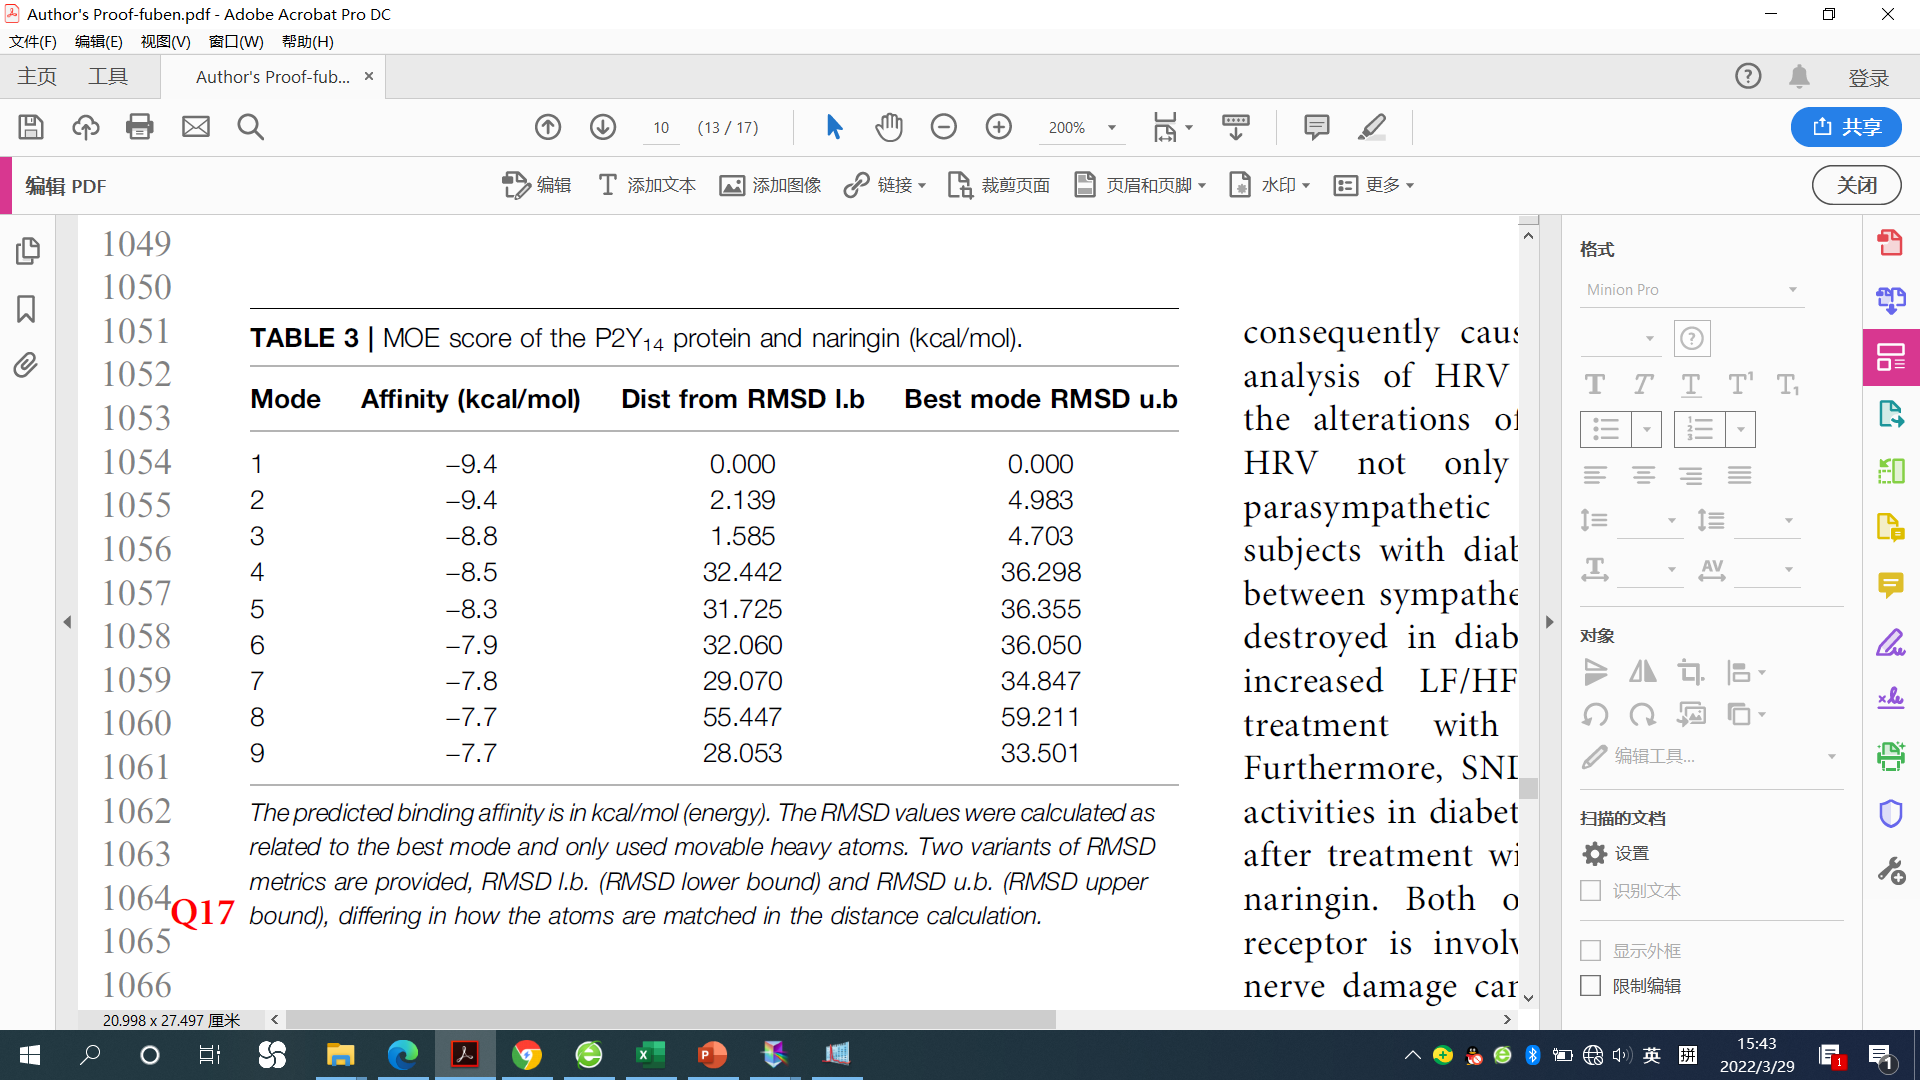 Author's Proof-fuben.pdf - Adobe Acrobat Pro DC
文件(F) 编辑(E) 视图(V) 窗口(W) 帮助(H)
主页 工具 Author's Proof-fub... × 登录
10 (13 / 17) 200% 共享
编辑 PDF 编辑 添加文本 添加图像 链接 裁剪页面 页眉和页脚 水印 更多 关闭
1049
1050
1051
1052
1053
1054
1055
1056
1057
1058
1059
1060
1061
1062
1063
1064
1065
1066
Q17
TABLE 3 | MOE score of the P2Y14 protein and naringin (kcal/mol).
Mode Affinity (kcal/mol) Dist from RMSD l.b Best mode RMSD u.b
1 –9.4 0.000 0.000
2 –9.4 2.139 4.983
3 –8.8 1.585 4.703
4 –8.5 32.442 36.298
5 –8.3 31.725 36.355
6 –7.9 32.060 36.050
7 –7.8 29.070 34.847
8 –7.7 55.447 59.211
9 –7.7 28.053 33.501
The predicted binding affinity is in kcal/mol (energy). The RMSD values were calculated as
related to the best mode and only used movable heavy atoms. Two variants of RMSD
metrics are provided, RMSD l.b. (RMSD lower bound) and RMSD u.b. (RMSD upper
bound), differing in how the atoms are matched in the distance calculation.
consequently caus
analysis of HRV
the alterations of
HRV not only
parasympathetic
subjects with diab
between sympathe
destroyed in diab
increased LF/HF
treatment with
Furthermore, SND
activities in diabet
after treatment wi
naringin. Both o
receptor is involv
nerve damage can
格式
Minion Pro
对象
编辑工具...
扫描的文档
设置
识别文本
显示外框
限制编辑
20.998 x 27.497 厘米
英 拼
15:43
2022/3/29
1
1